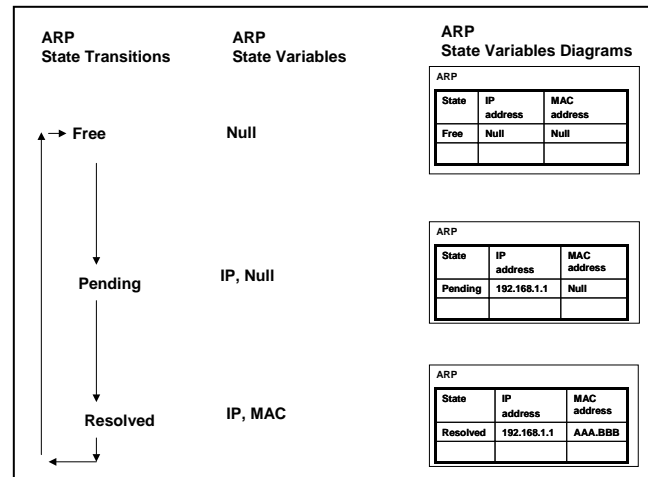 ARP
State Transitions
ARP
State Variables
ARP
State Variables Diagrams
Free
Null
ARP
State
IP
address
MAC
address
Free
Null
Null
Pending
IP, Null
ARP
State
IP
address
MAC
address
Pending
192.168.1.1
Null
Resolved
IP, MAC
ARP
State
IP
address
MAC
address
Resolved
192.168.1.1
AAA.BBB